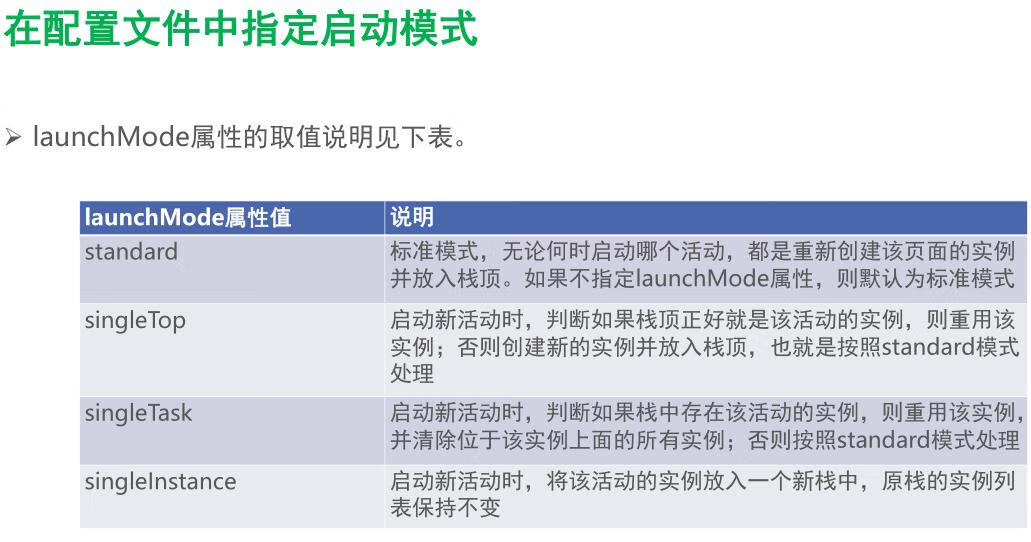 在配置文件中指定启动模式
➢ launchMode属性的取值说明见下表。
launchMode属性值 说明
standard 标准模式，无论何时启动哪个活动，都是重新创建该页面的实例
并放入栈顶。如果不指定launchMode属性，则默认为标准模式
singleTop 启动新活动时，判断如果栈顶正好就是该活动的实例，则重用该
实例；否则创建新的实例并放入栈顶，也就是按照standard模式
处理
singleTask 启动新活动时，判断如果栈中存在该活动的实例，则重用该实例，
并清除位于该实例上面的所有实例；否则按照standard模式处理
singleInstance 启动新活动时，将该活动的实例放入一个新栈中，原栈的实例列
表保持不变